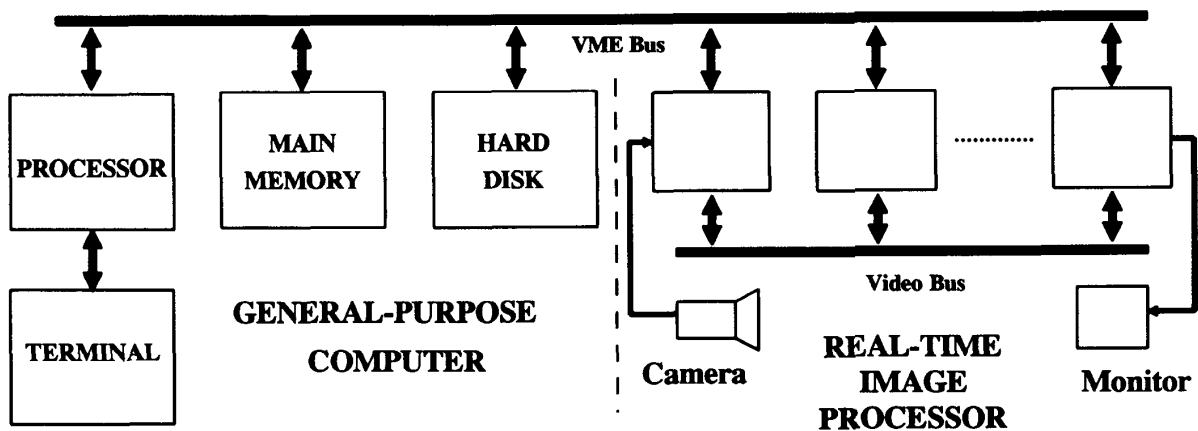 VME Bus
PROCESSOR
MAIN
MEMORY
HARD
DISK
TERMINAL
GENERAL-PURPOSE
COMPUTER
Video Bus
Camera
REAL-TIME
IMAGE
PROCESSOR
Monitor